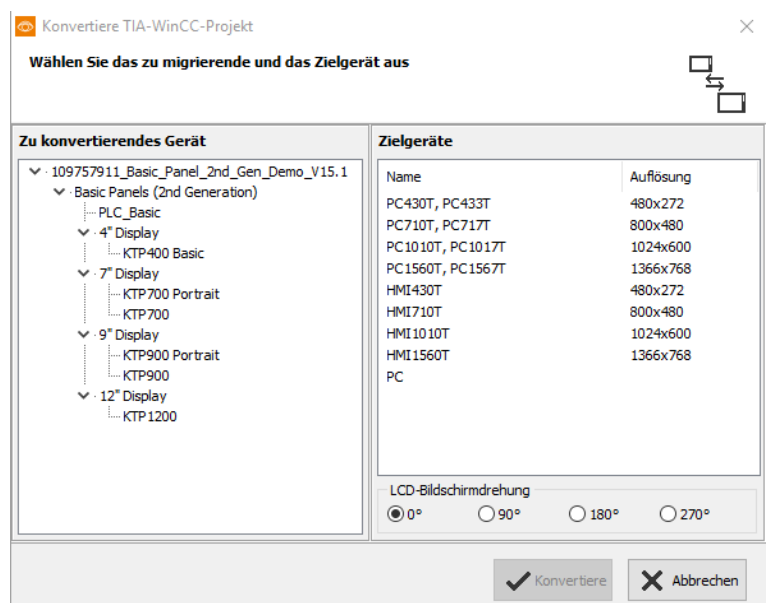 Konvertiere TIA-WinCC-Projekt
Wählen Sie das zu migrierende und das Zielgerät aus
Zu konvertierendes Gerät
109757911_Basic_Panel_2nd_Gen_Demo_V15.1
Basic Panels (2nd Generation)
PLC_Basic
4" Display
KTP400 Basic
7" Display
KTP700 Portrait
KTP700
9" Display
KTP900 Portrait
KTP900
12" Display
KTP1200
Zielgeräte
Name Auflösung
PC430T, PC433T 480x272
PC710T, PC717T 800x480
PC1010T, PC1017T 1024x600
PC1560T, PC1567T 1366x768
HMI430T 480x272
HMI710T 800x480
HMI1010T 1024x600
HMI1560T 1366x768
PC
LCD-Bildschirmdrehung
0° 90° 180° 270°
Konvertiere Abbrechen